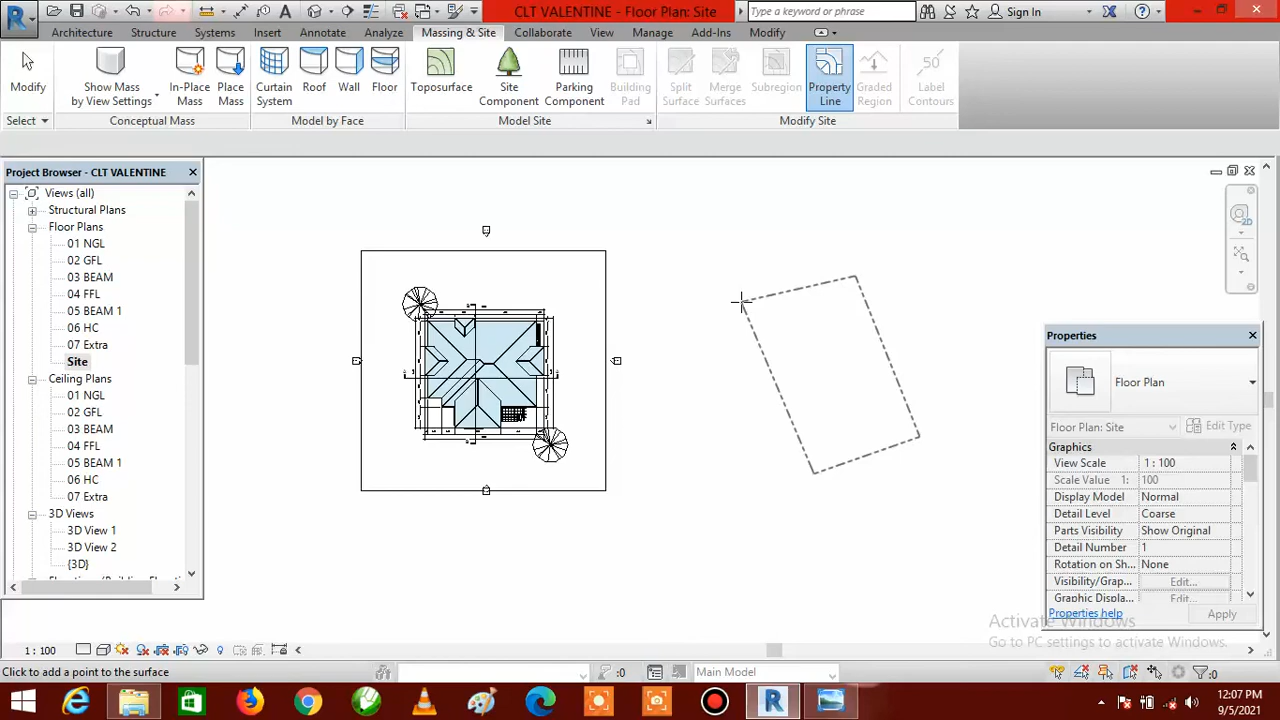 CLT VALENTINE - Floor Plan: Site
Type a keyword or phrase
Sign In
Architecture Structure Systems Insert Annotate Analyze Massing & Site Collaborate View Manage Add-Ins Modify
Modify
Show Mass
by View Settings
In-Place
Mass
Place
Mass
Curtain
System
Roof
Wall
Floor
Toposurface
Site
Component
Parking
Component
Building
Pad
Split
Surface
Merge
Surfaces
Subregion
Property
Line
Graded
Region
50
Label
Contours
Select
Conceptual Mass
Model by Face
Model Site
Modify Site
Project Browser - CLT VALENTINE
Views (all)
Structural Plans
Floor Plans
01 NGL
02 GFL
03 BEAM
04 FFL
05 BEAM 1
06 HC
07 Extra
Site
Ceiling Plans
01 NGL
02 GFL
03 BEAM
04 FFL
05 BEAM 1
06 HC
07 Extra
3D Views
3D View 1
3D View 2
{3D}
2D
Properties
Floor Plan
Floor Plan: Site
Edit Type
Graphics
View Scale 1 : 100
Scale Value 1: 100
Display Model Normal
Detail Level Coarse
Parts Visibility Show Original
Detail Number 1
Rotation on Sh... None
Visibility/Grap... Edit...
Graphic Displa... Edit...
Properties help
Apply
Activate Windows
Go to PC settings to activate Windows.
1 : 100
Click to add a point to the surface
:0
Main Model
:0
12:07 PM
9/5/2021